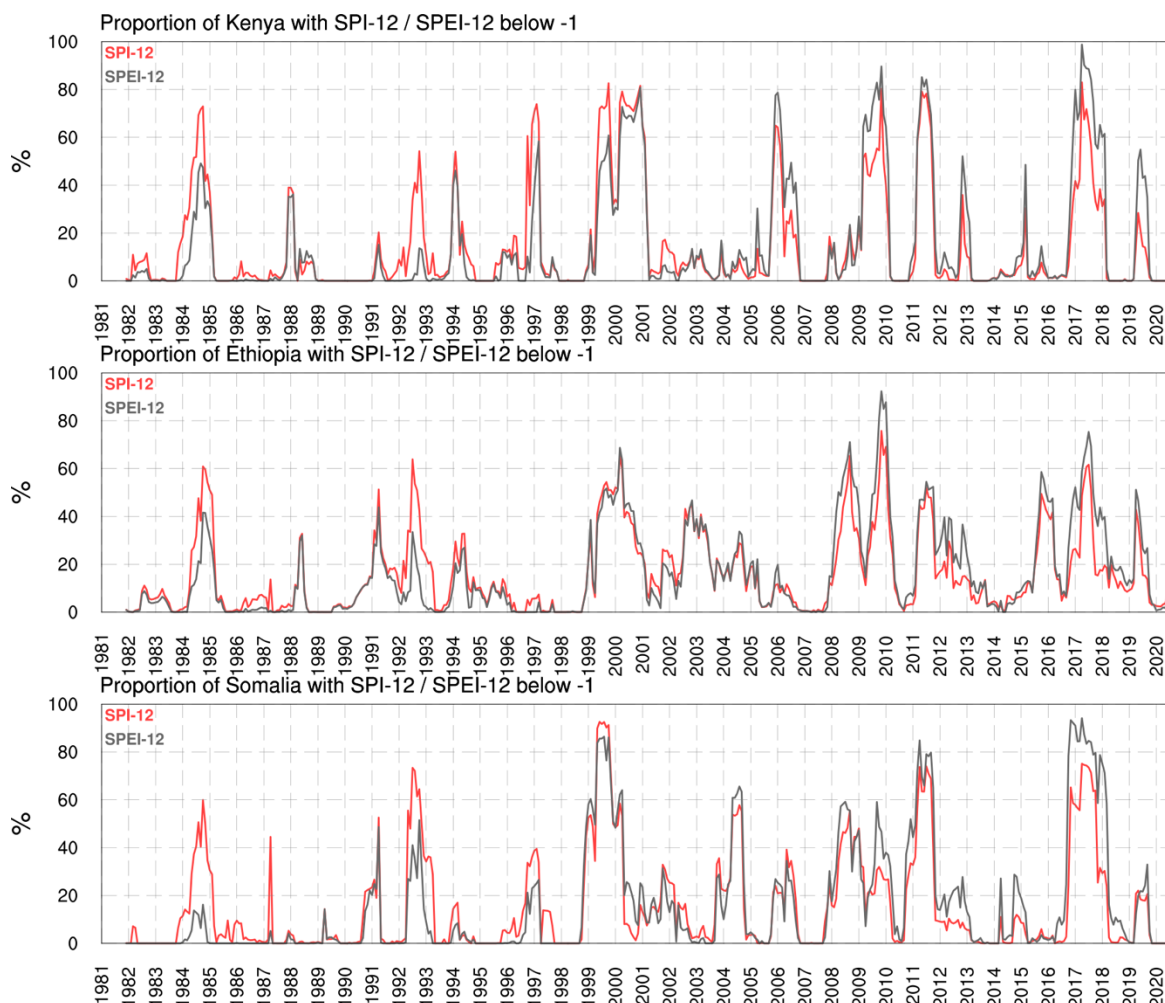 Proportion of Kenya with SPI-12 / SPEI-12 below -1
100
SPI-12
SPEI-12
80
60
%
40
20
0
1981 1982 1983 1984 1985 1986 1987 1988 1989 1990 1991 1992 1993 1994 1995 1996 1997 1998 1999 2000 2001 2002 2003 2004 2005 2006 2007 2008 2009 2010 2011 2012 2013 2014 2015 2016 2017 2018 2019 2020
Proportion of Ethiopia with SPI-12 / SPEI-12 below -1
100
SPI-12
SPEI-12
80
60
%
40
20
0
1981 1982 1983 1984 1985 1986 1987 1988 1989 1990 1991 1992 1993 1994 1995 1996 1997 1998 1999 2000 2001 2002 2003 2004 2005 2006 2007 2008 2009 2010 2011 2012 2013 2014 2015 2016 2017 2018 2019 2020
Proportion of Somalia with SPI-12 / SPEI-12 below -1
100
SPI-12
SPEI-12
80
60
%
40
20
0
1981 1982 1983 1984 1985 1986 1987 1988 1989 1990 1991 1992 1993 1994 1995 1996 1997 1998 1999 2000 2001 2002 2003 2004 2005 2006 2007 2008 2009 2010 2011 2012 2013 2014 2015 2016 2017 2018 2019 2020